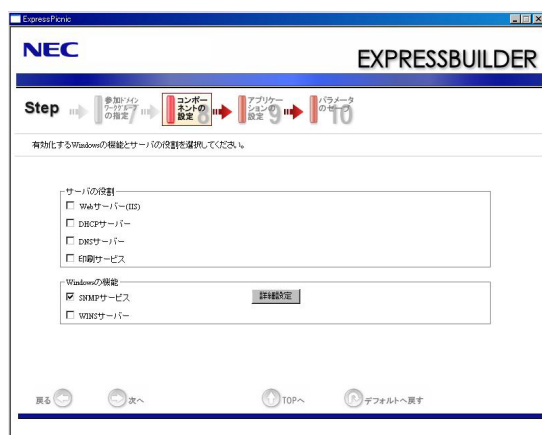 ExpressPicnic
NEC
EXPRESSBUILDER
Step
参加ドメイン
ワークグループ
の指定
7
コンポー
ネントの
設定
8
アプリケー
ションの
設定
9
パラメータ
のセーブ
10
有効化するWindowsの機能とサーバの役割を選択してください。
サーバの役割
Webサーバー(IIS)
DHCPサーバー
DNSサーバー
印刷サービス
Windowsの機能
SNMPサービス 詳細設定
WINSサーバー
戻る 次へ TOPへ デフォルトへ戻す